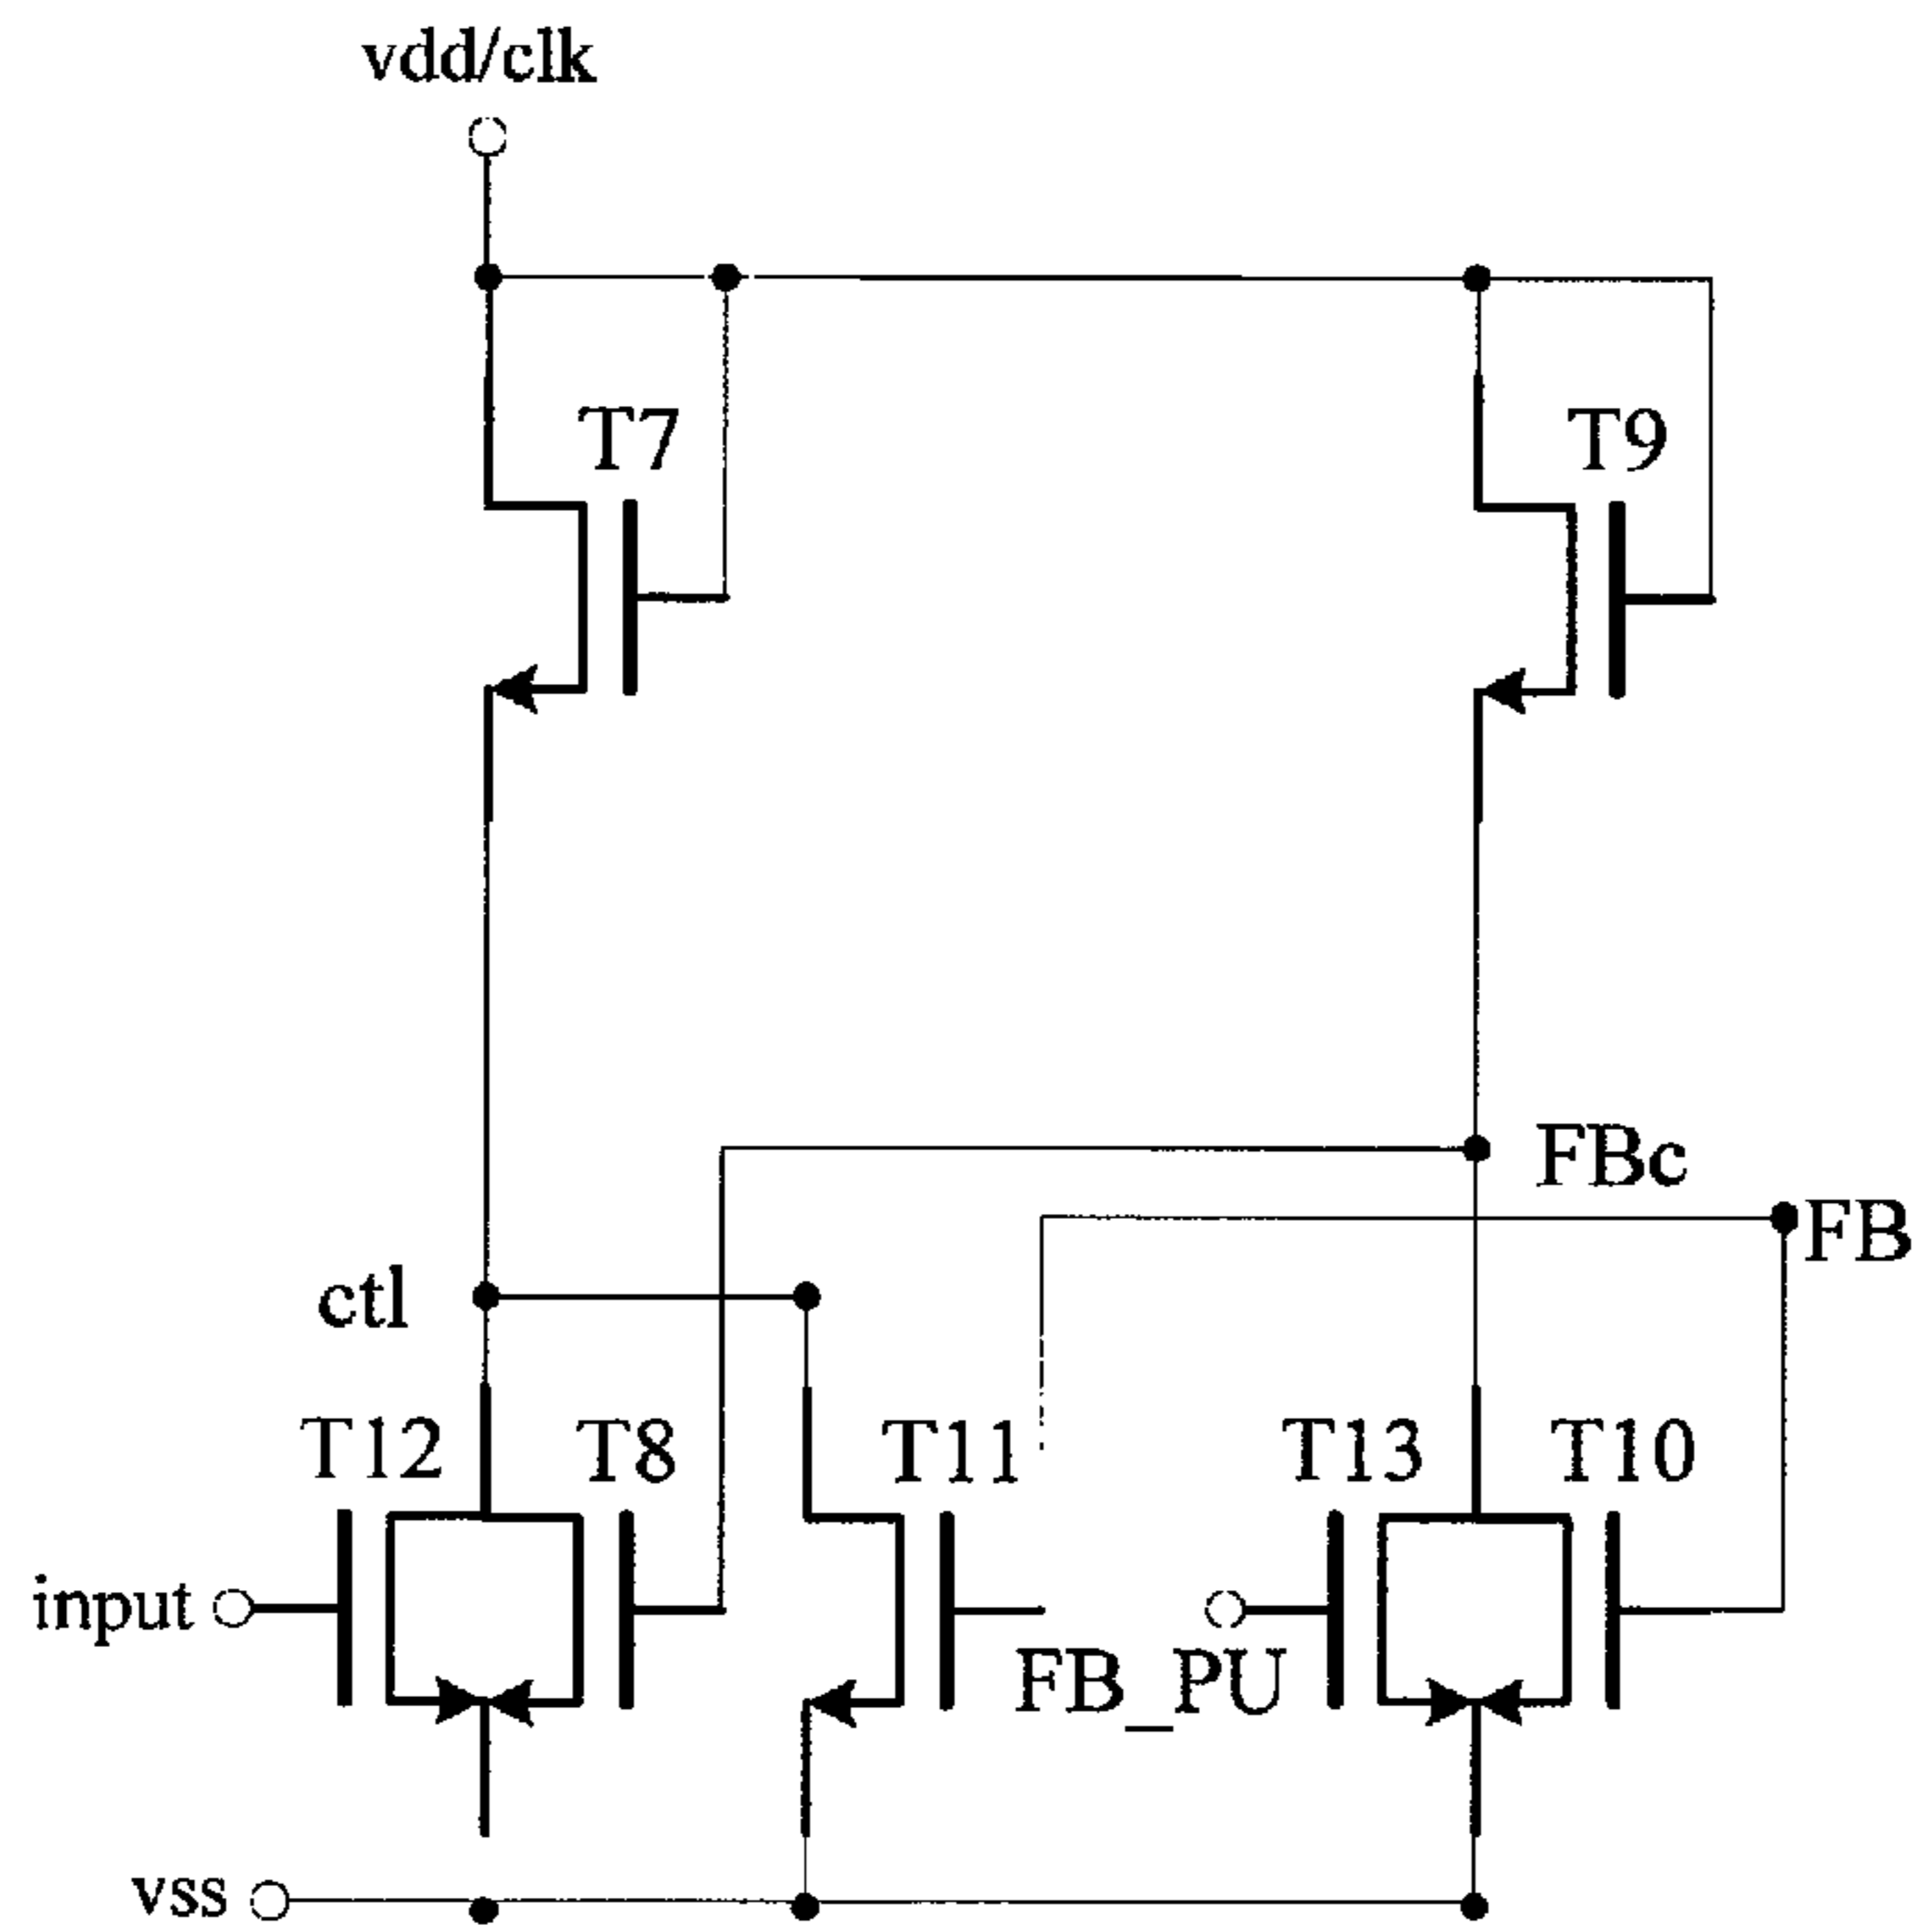 vdd/clk
T7
T9
FBc
FB
ctl
T12
T8
T11
T13
T10
input
FB_PU
vss